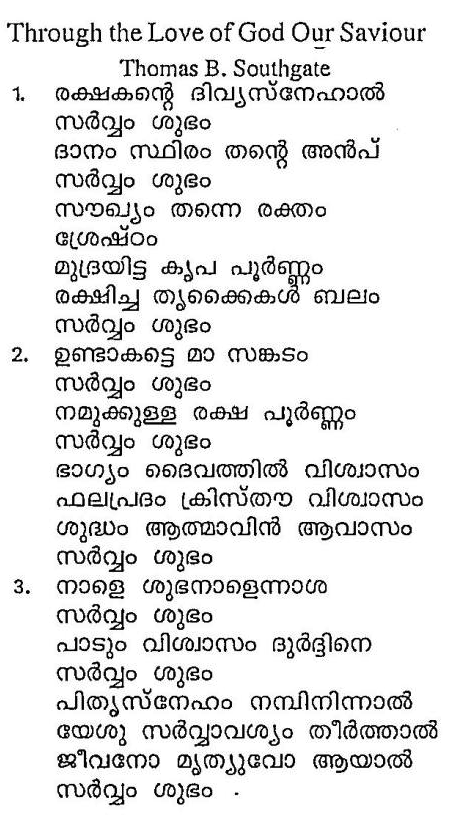 Through the Love of God Our Saviour
Thomas B. Southgate
1. രക്ഷകന്റെ ദിവ്യസ്നേഹാൽ
സർവ്വം ശുഭം
ദാനം സ്ഥിരം തന്റെ അൻപ്
സർവ്വം ശുഭം
സൗഖ്യം തന്നെ രക്തം
ശ്രേഷ്ഠം
മുദ്രയിട്ട കൃപ പൂർണ്ണം
രക്ഷിച്ച തൃക്കൈകൾ ബലം
സർവ്വം ശുഭം
2. ഉണ്ടാകട്ടെ മാ സങ്കടം
സർവ്വം ശുഭം
നമുക്കുള്ള രക്ഷ പൂർണ്ണം
സർവ്വം ശുഭം
ഭാഗ്യം ദൈവത്തിൽ വിശ്വാസം
ഫലപ്രദം ക്രിസ്തൗ വിശ്വാസം
ശുദ്ധം ആത്മാവിൻ ആവാസം
സർവ്വം ശുഭം
3. നാളെ ശുഭനാളെന്നാശ
സർവ്വം ശുഭം
പാടും വിശ്വാസം ദുർദ്ദിനെ
സർവ്വം ശുഭം
പിതൃസ്നേഹം നമ്പിനിന്നാൽ
യേശു സർവ്വാവശ്യം തീർത്താൽ
ജീവനോ മൃത്യുവോ ആയാൽ
സർവ്വം ശുഭം .